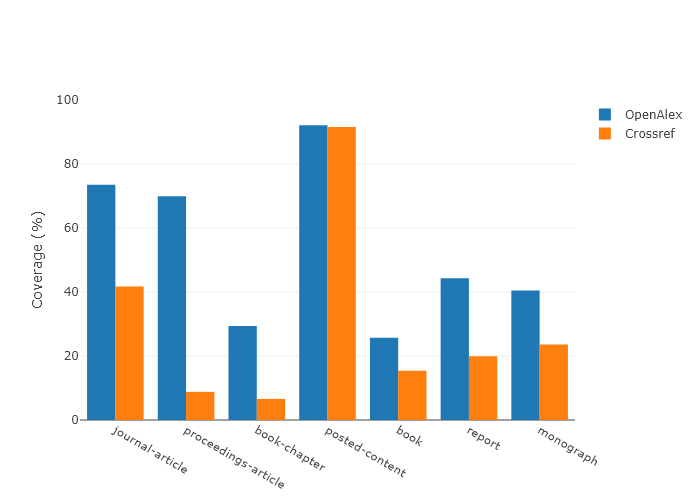 100
80
60
40
20
0
Coverage (%)
journal-article
proceedings-article
book-chapter
posted-content
book
report
monograph
OpenAlex
Crossref